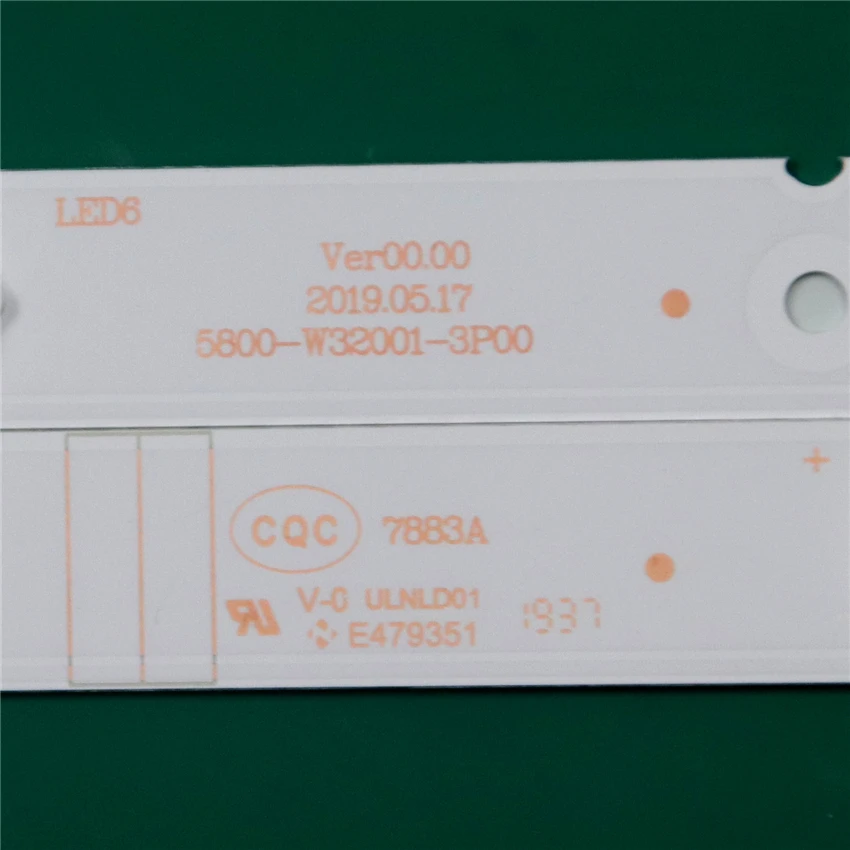 LED6
Ver00.00
2019.05.17
5800-W32001-3P00
+
CQC 7883A
V-0 ULNLD01
E479351
1937